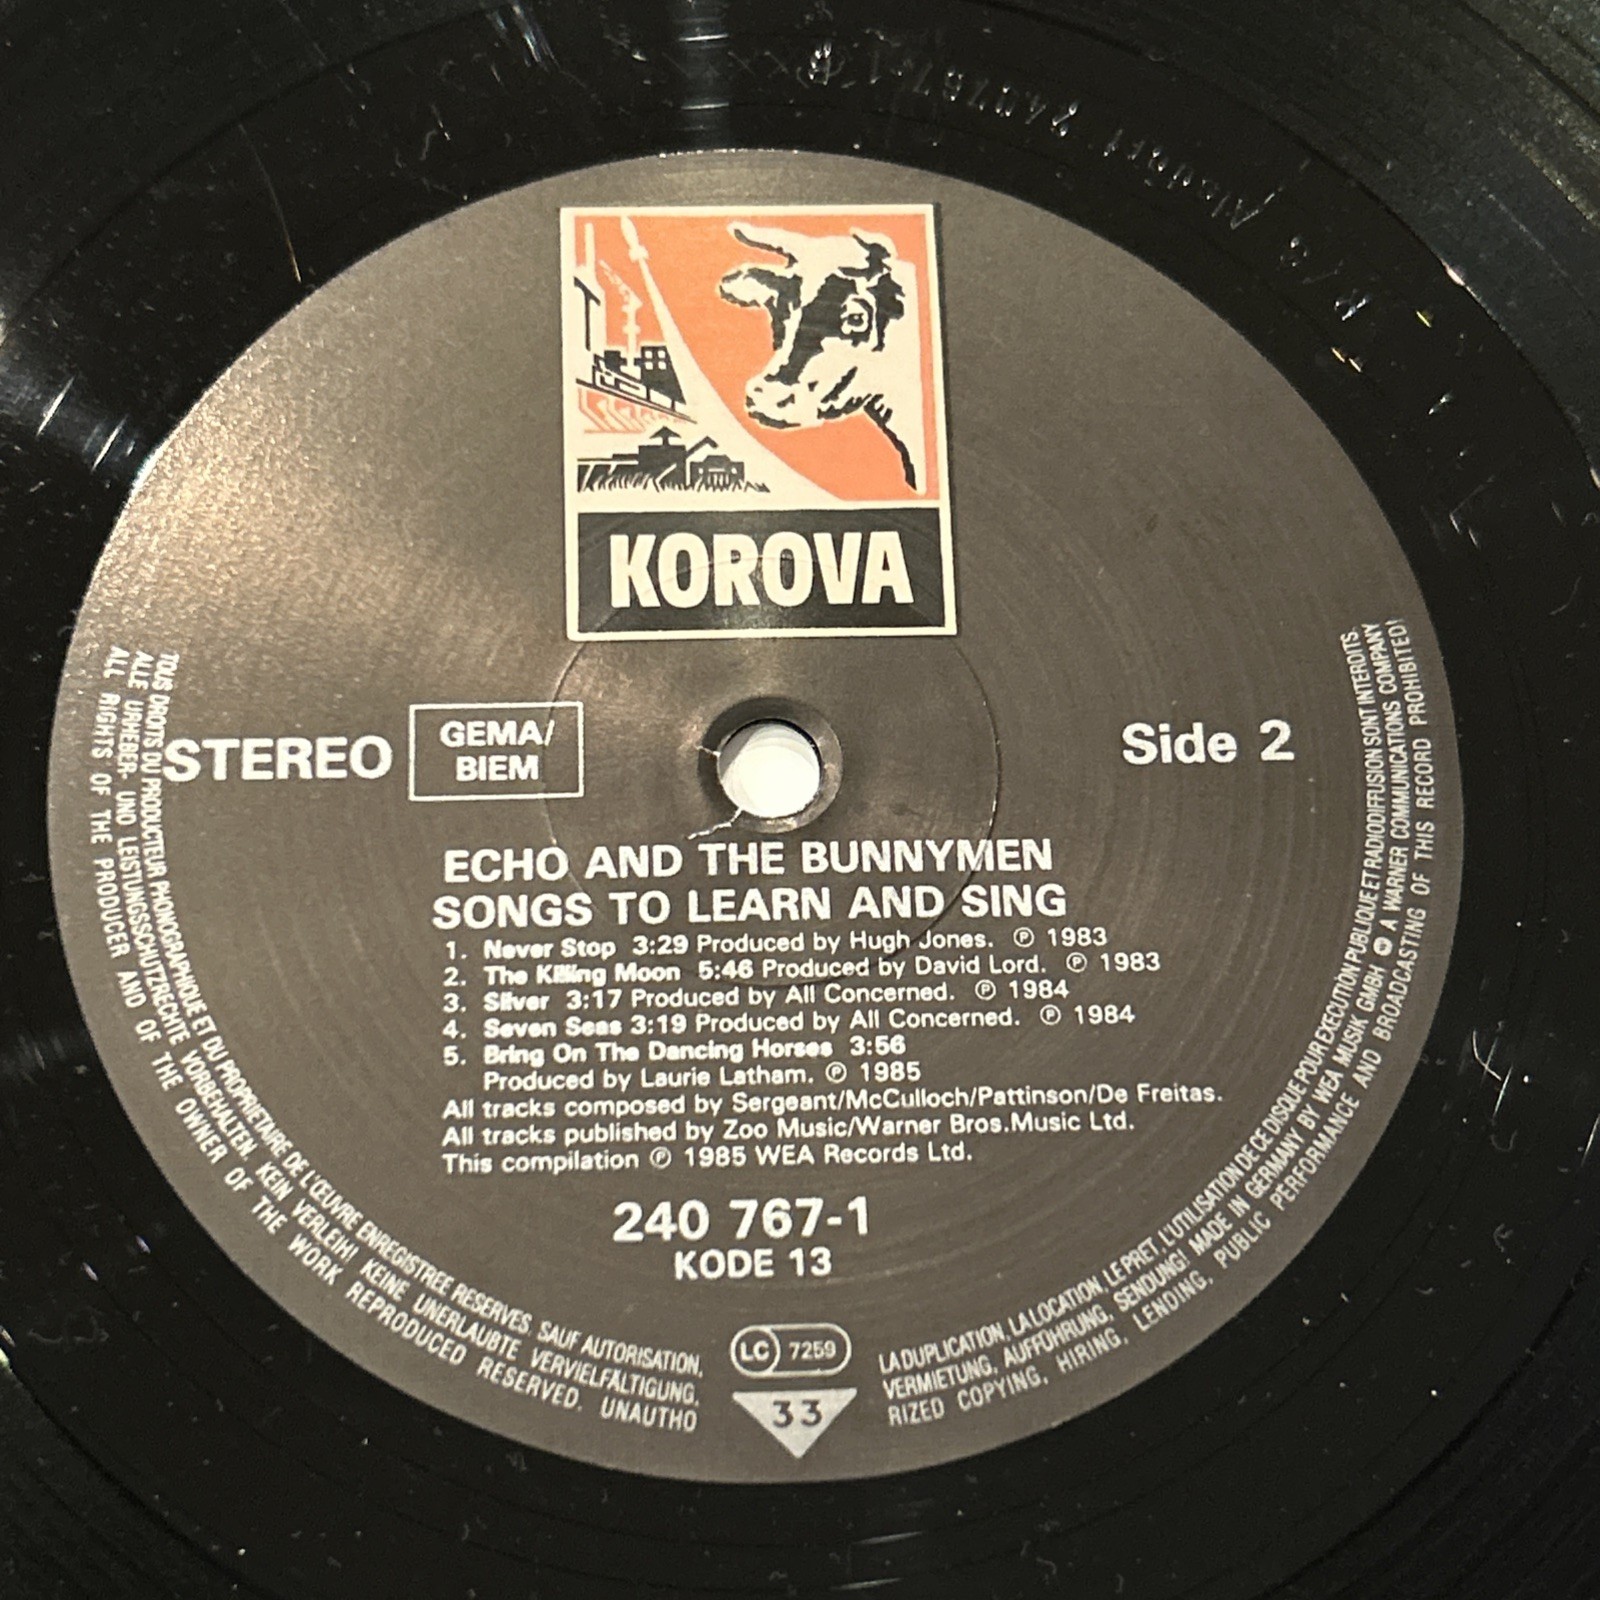 KOROVA
STEREO
GEMA/
BIEM
Side 2
ECHO AND THE BUNNYMEN
SONGS TO LEARN AND SING
1. Never Stop 3:29 Produced by Hugh Jones. ℗ 1983
2. The Killing Moon 5:46 Produced by David Lord. ℗ 1983
3. Silver 3:17 Produced by All Concerned. ℗ 1984
4. Seven Seas 3:19 Produced by All Concerned. ℗ 1984
5. Bring On The Dancing Horses 3:56
Produced by Laurie Latham. ℗ 1985
All tracks composed by Sergeant/McCulloch/Pattinson/De Freitas.
All tracks published by Zoo Music/Warner Bros.Music Ltd.
This compilation ℗ 1985 WEA Records Ltd.
240 767-1
KODE 13
LC 7259
33
TOUS DROITS DU PRODUCTEUR PHONOGRAPHIQUE ET DU PROPRIETAIRE DE L'ŒUVRE ENREGISTREE RESERVES. SAUF AUTORISATION, LA DUPLICATION, LA LOCATION, LE PRET, L'UTILISATION DE CE DISQUE POUR EXECUTION PUBLIQUE ET RADIODIFFUSION SONT INTERDITS.
ALLE URHEBER- UND LEISTUNGSSCHUTZRECHTE VORBEHALTEN. KEIN VERLEIH! KEINE UNERLAUBTE VERVIELFÄLTIGUNG, VERMIETUNG, AUFFÜHRUNG, SENDUNG! MADE IN GERMANY BY WEA MUSIK GMBH A WARNER COMMUNICATIONS COMPANY
ALL RIGHTS OF THE PRODUCER AND OF THE OWNER OF THE WORK REPRODUCED RESERVED. UNAUTHORIZED COPYING, HIRING, LENDING, PUBLIC PERFORMANCE AND BROADCASTING OF THIS RECORD PROHIBITED!